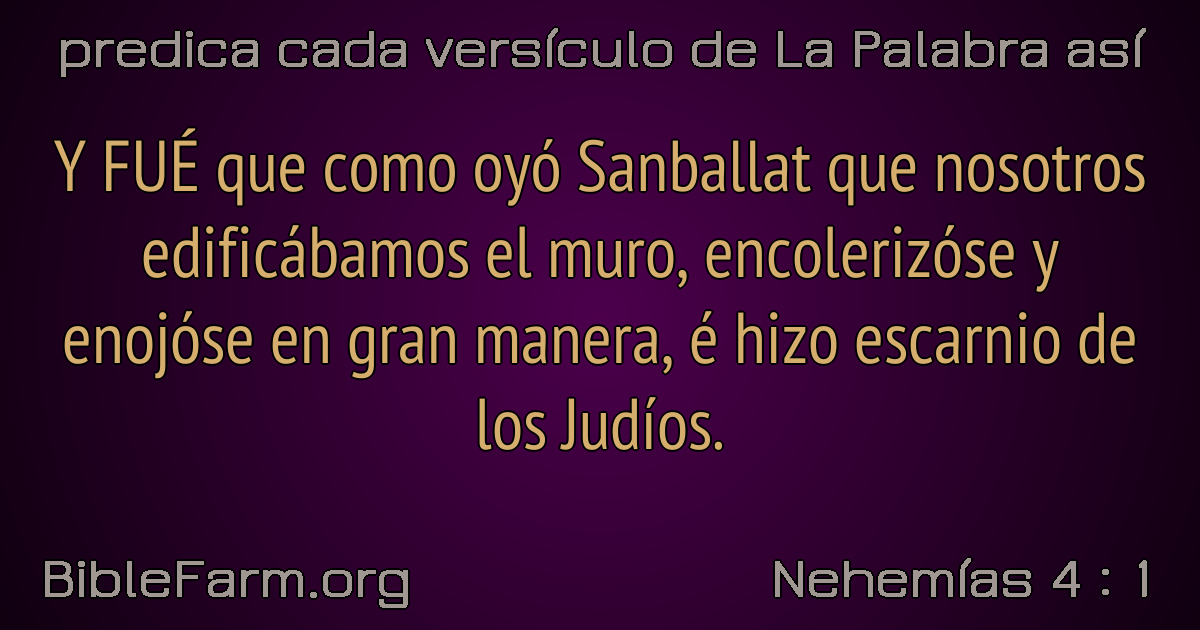 predica cada versículo de La Palabra así
Y FUÉ que como oyó Sanballat que nosotros
edificábamos el muro, encolerizóse y
enojóse en gran manera, é hizo escarnio de
los Judíos.
BibleFarm.org
Nehemías 4 : 1